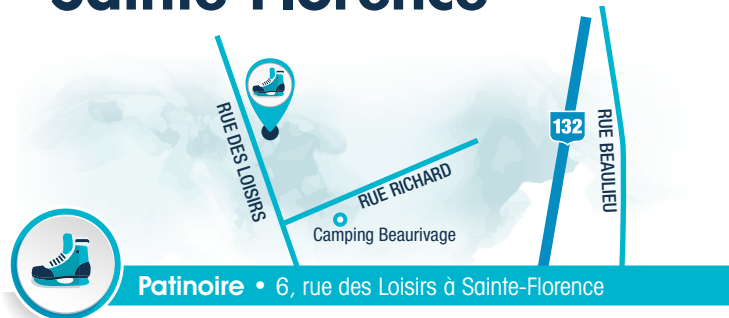 Sainte-Florence
RUE DES LOISIRS
RUE RICHARD
Camping Beaurivage
132
RUE BEAULIEU
Patinoire • 6, rue des Loisirs à Sainte-Florence